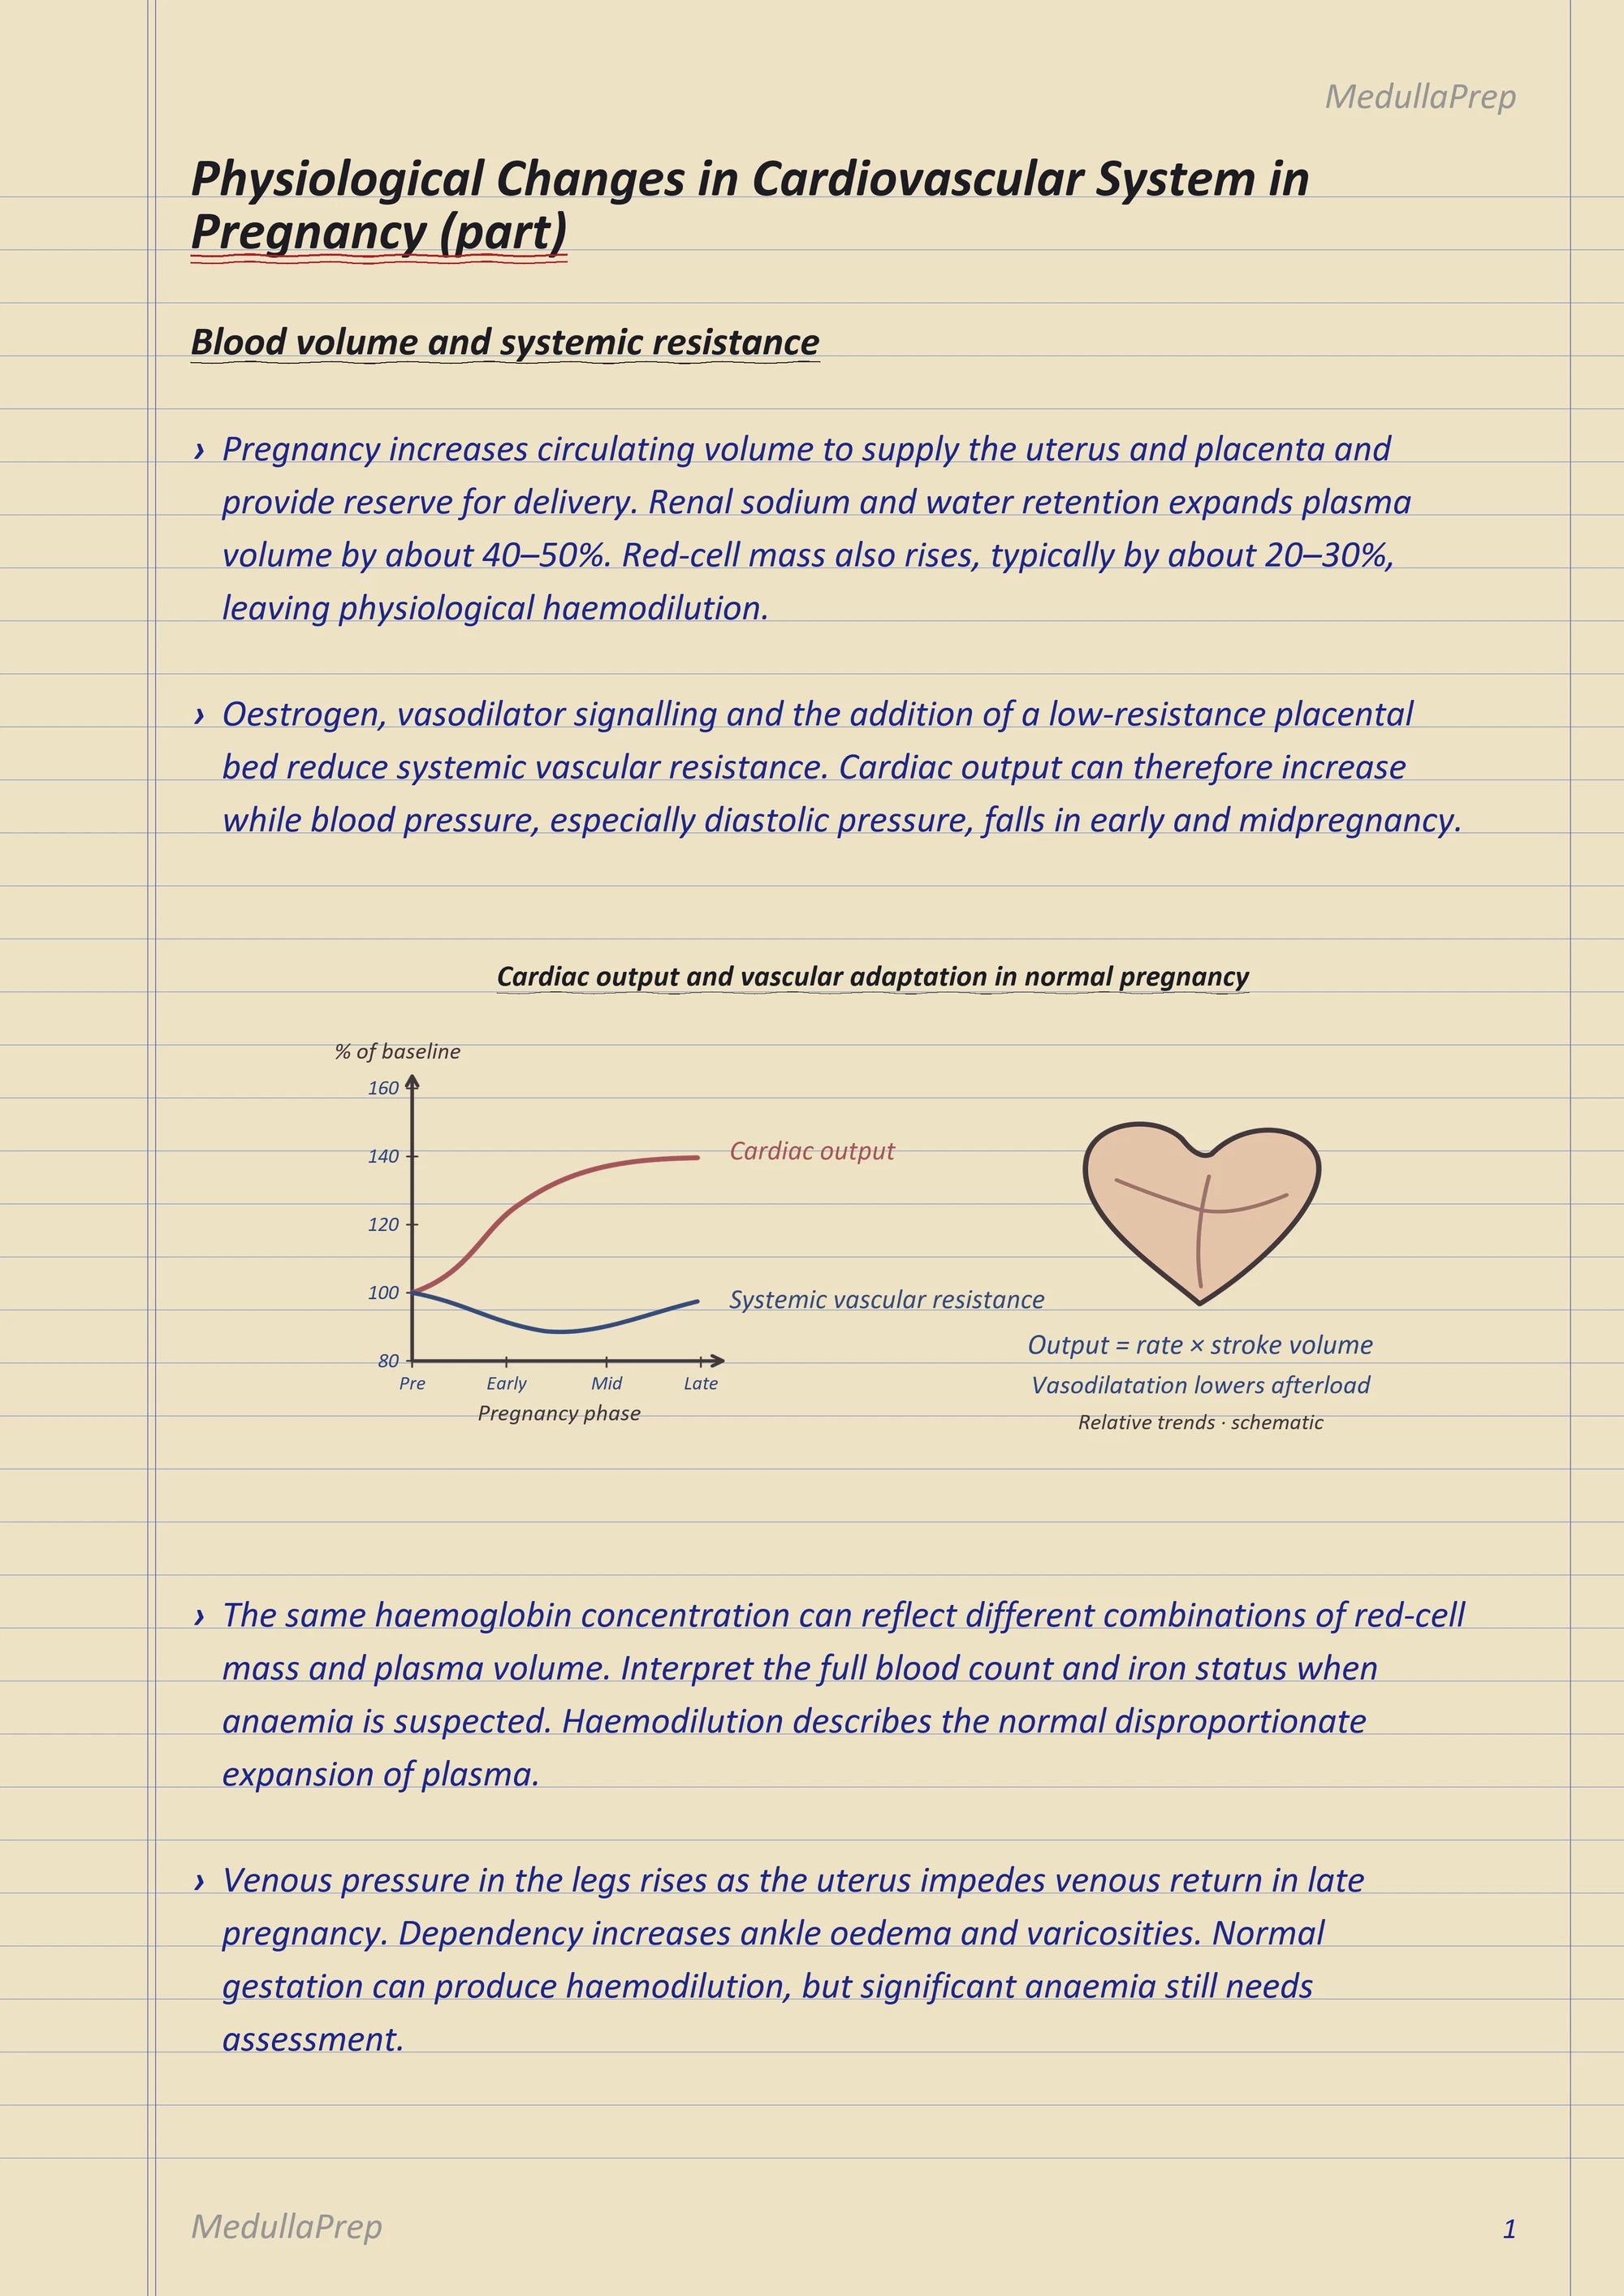 MedullaPrep
Physiological Changes in Cardiovascular System in
Pregnancy (part)
Blood volume and systemic resistance
› Pregnancy increases circulating volume to supply the uterus and placenta and
provide reserve for delivery. Renal sodium and water retention expands plasma
volume by about 40–50%. Red-cell mass also rises, typically by about 20–30%,
leaving physiological haemodilution.
› Oestrogen, vasodilator signalling and the addition of a low-resistance placental
bed reduce systemic vascular resistance. Cardiac output can therefore increase
while blood pressure, especially diastolic pressure, falls in early and midpregnancy.
Cardiac output and vascular adaptation in normal pregnancy
% of baseline
160
140
120
100
80
Cardiac output
Systemic vascular resistance
Pre Early Mid Late
Pregnancy phase
Output = rate × stroke volume
Vasodilatation lowers afterload
Relative trends · schematic
› The same haemoglobin concentration can reflect different combinations of red-cell
mass and plasma volume. Interpret the full blood count and iron status when
anaemia is suspected. Haemodilution describes the normal disproportionate
expansion of plasma.
› Venous pressure in the legs rises as the uterus impedes venous return in late
pregnancy. Dependency increases ankle oedema and varicosities. Normal
gestation can produce haemodilution, but significant anaemia still needs
assessment.
MedullaPrep
1